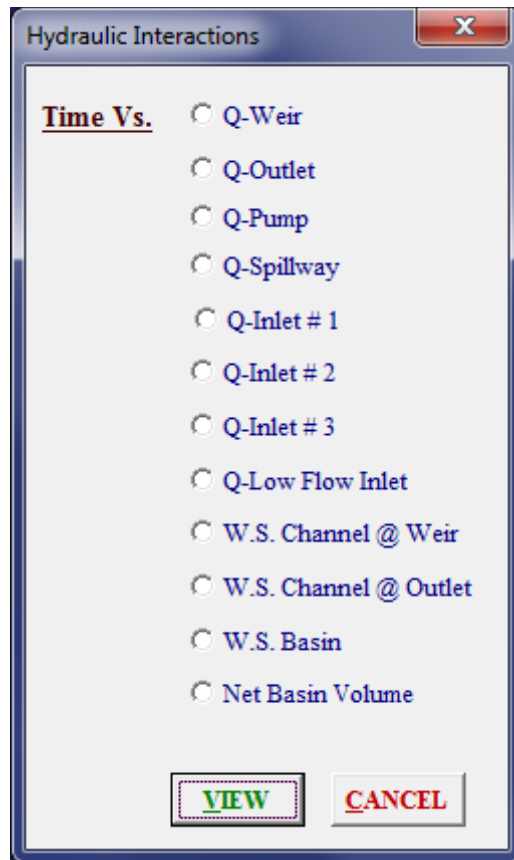 Hydraulic Interactions
Time Vs. Q-Weir
Q-Outlet
Q-Pump
Q-Spillway
Q-Inlet # 1
Q-Inlet # 2
Q-Inlet # 3
Q-Low Flow Inlet
W.S. Channel @ Weir
W.S. Channel @ Outlet
W.S. Basin
Net Basin Volume
VIEW CANCEL